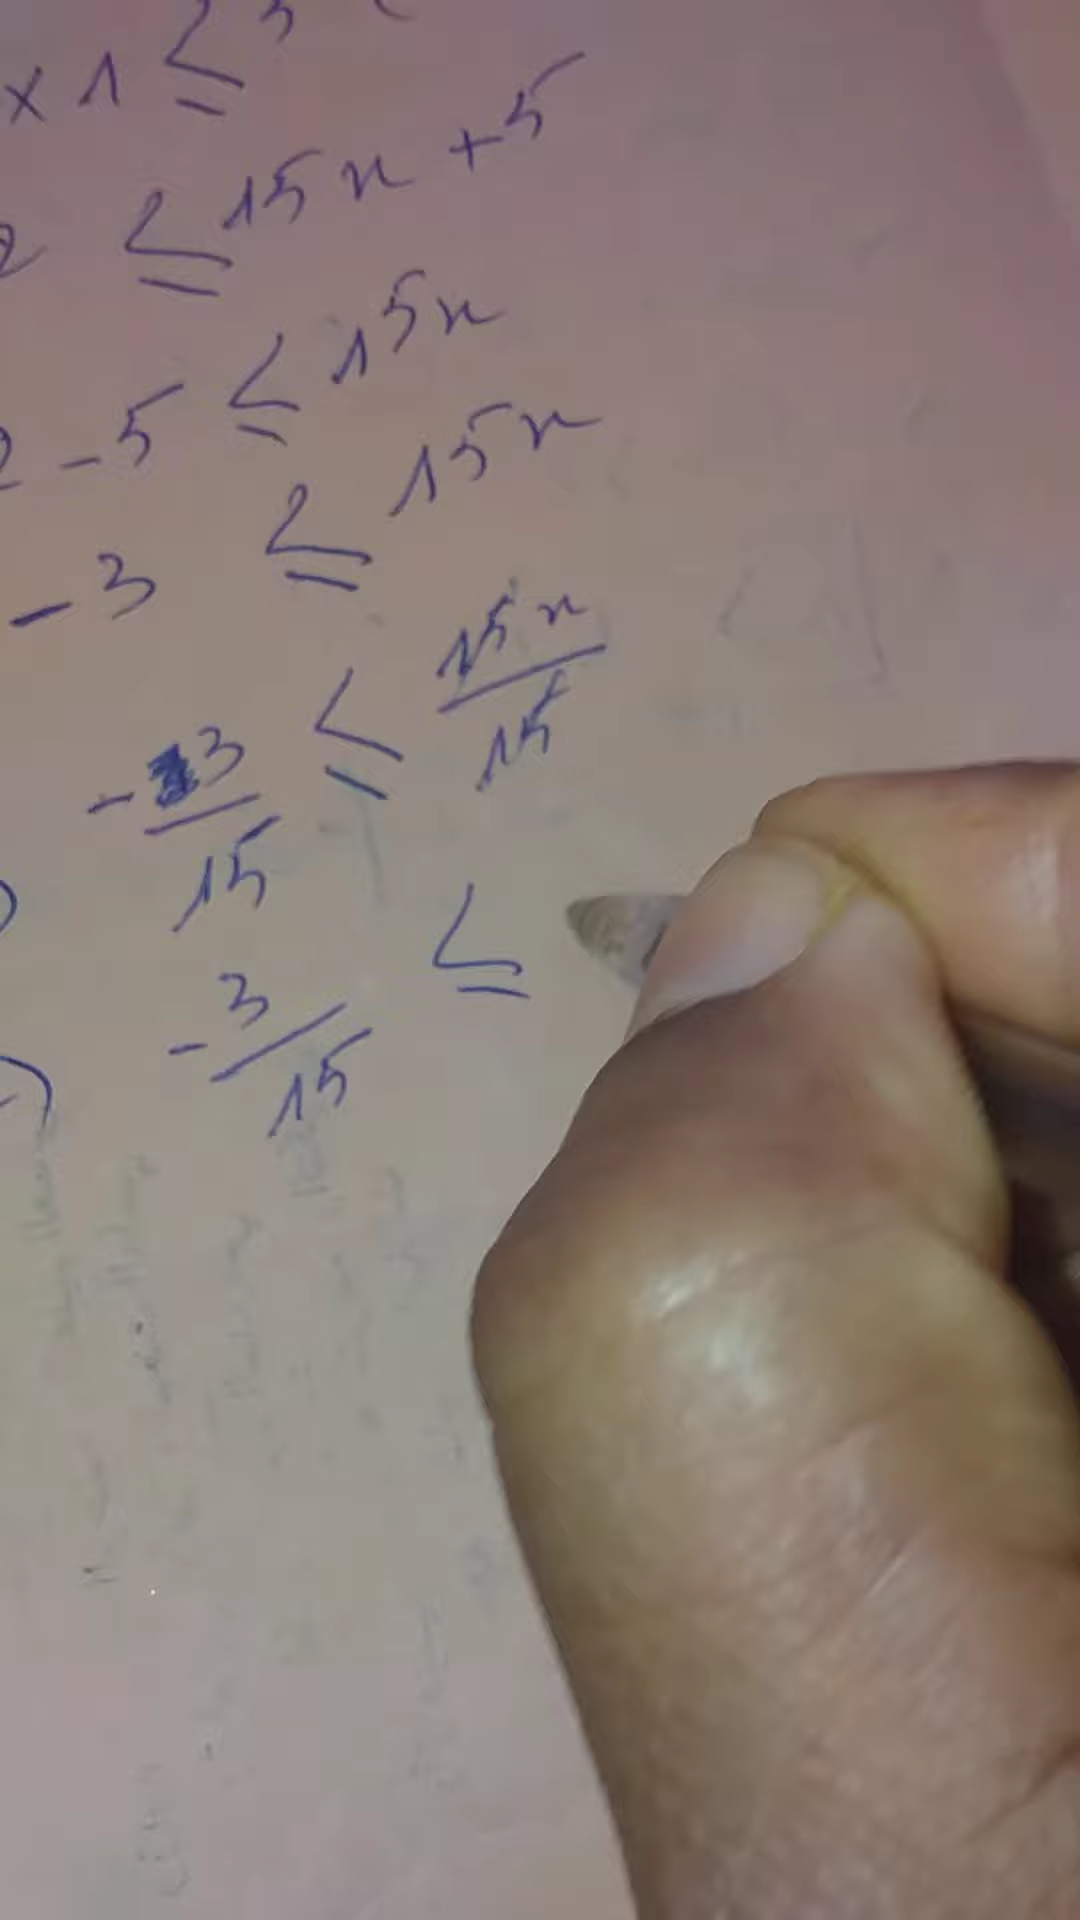 x 1 ≤ 3
2 ≤ 15x + 5
2 - 5 ≤ 15x
- 3 ≤ 15x
- 3/15 ≤ 15x/15
- 3/15 ≤